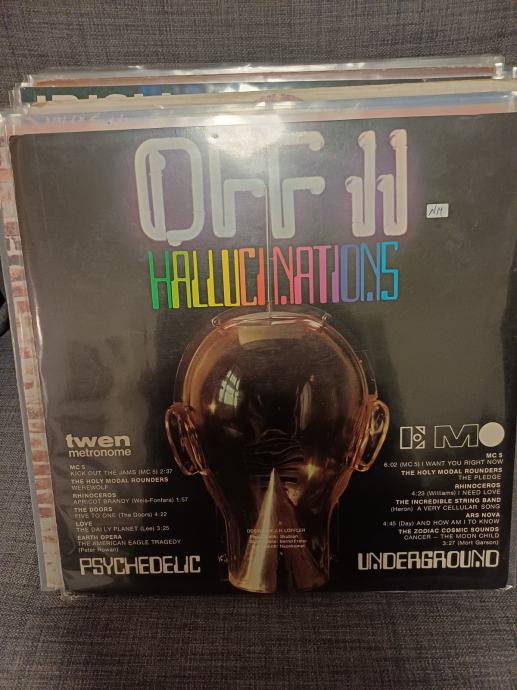 OFF II
NM
HALLUCINATIONS
twen
metronome
MC 5
KICK OUT THE JAMS (MC 5) 2:37
THE HOLY MODAL ROUNDERS
WEREWOLF
RHINOCEROS
APRICOT BRANDY (Weis-Fonfara) 1:57
THE DOORS
FIVE TO ONE (The Doors) 4:22
LOVE
THE DAILY PLANET (Lee) 3:25
EARTH OPERA
THE AMERICAN EAGLE TRAGEDY
(Peter Rowan)
PSYCHEDELIC
E M
MC 5
6:02 (MC 5) I WANT YOU RIGHT NOW
THE HOLY MODAL ROUNDERS
THE PLEDGE
RHINOCEROS
4:23 (Williams) I NEED LOVE
THE INCREDIBLE STRING BAND
(Heron) A VERY CELLULAR SONG
ARS NOVA
4:45 (Day) AND HOW AM I TO KNOW
THE ZODIAC COSMIC SOUNDS
CANCER – THE MOON CHILD
3:27 (Mort Garson)
UNDERGROUND